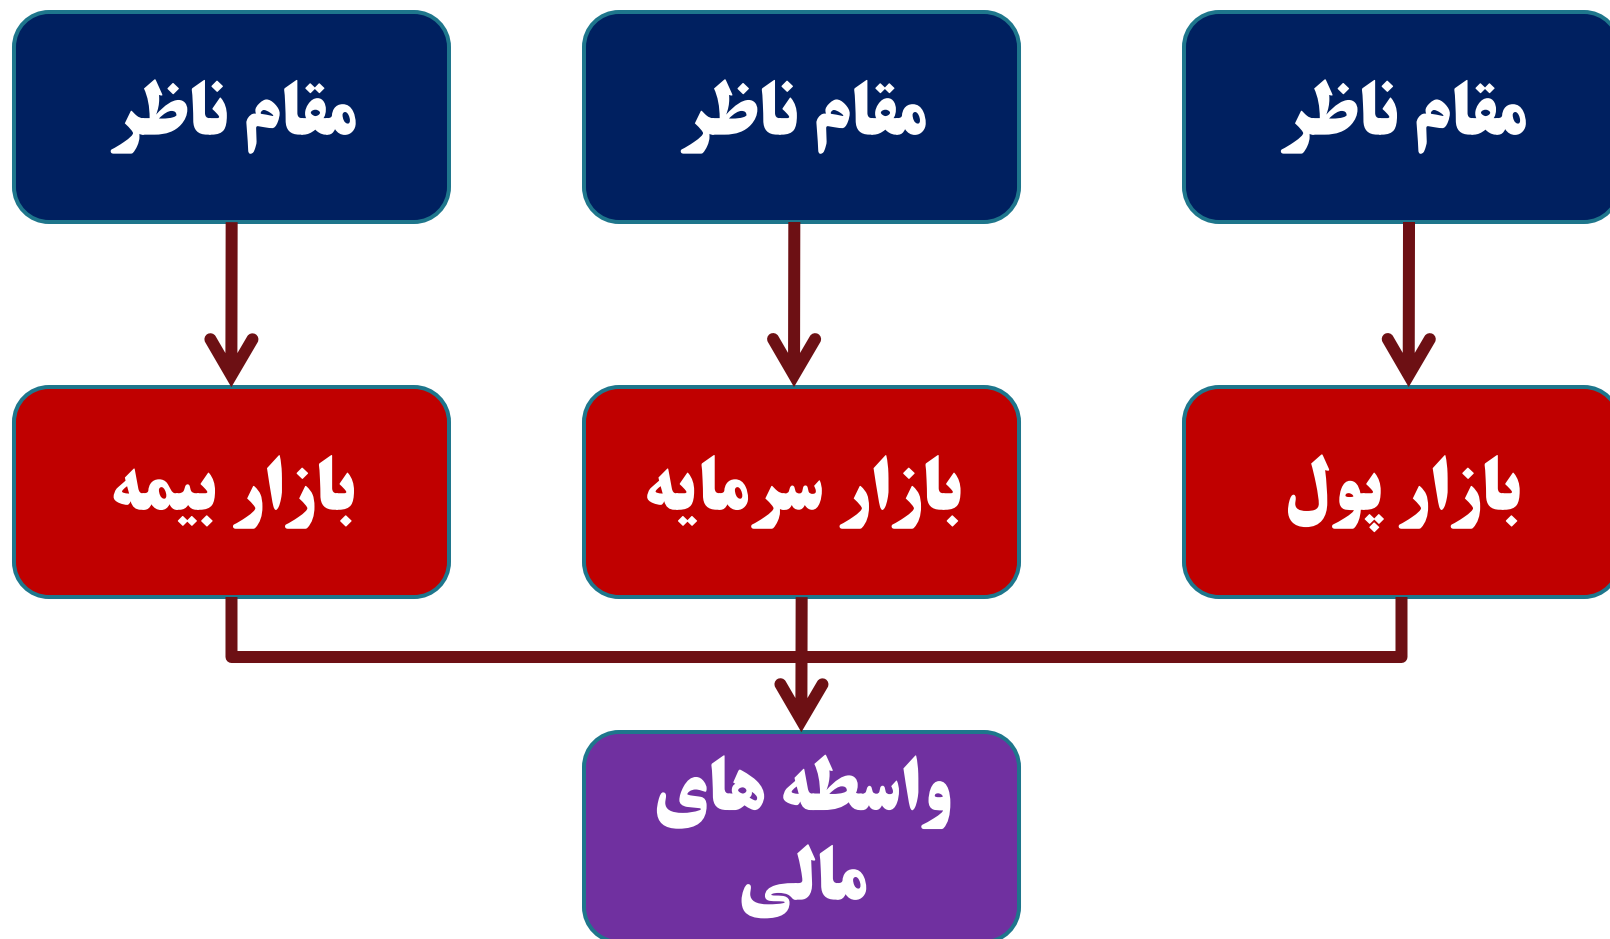 مقام ناظر
مقام ناظر
مقام ناظر
بازار پول
بازار سرمایه
بازار بیمه
واسطه های
مالی